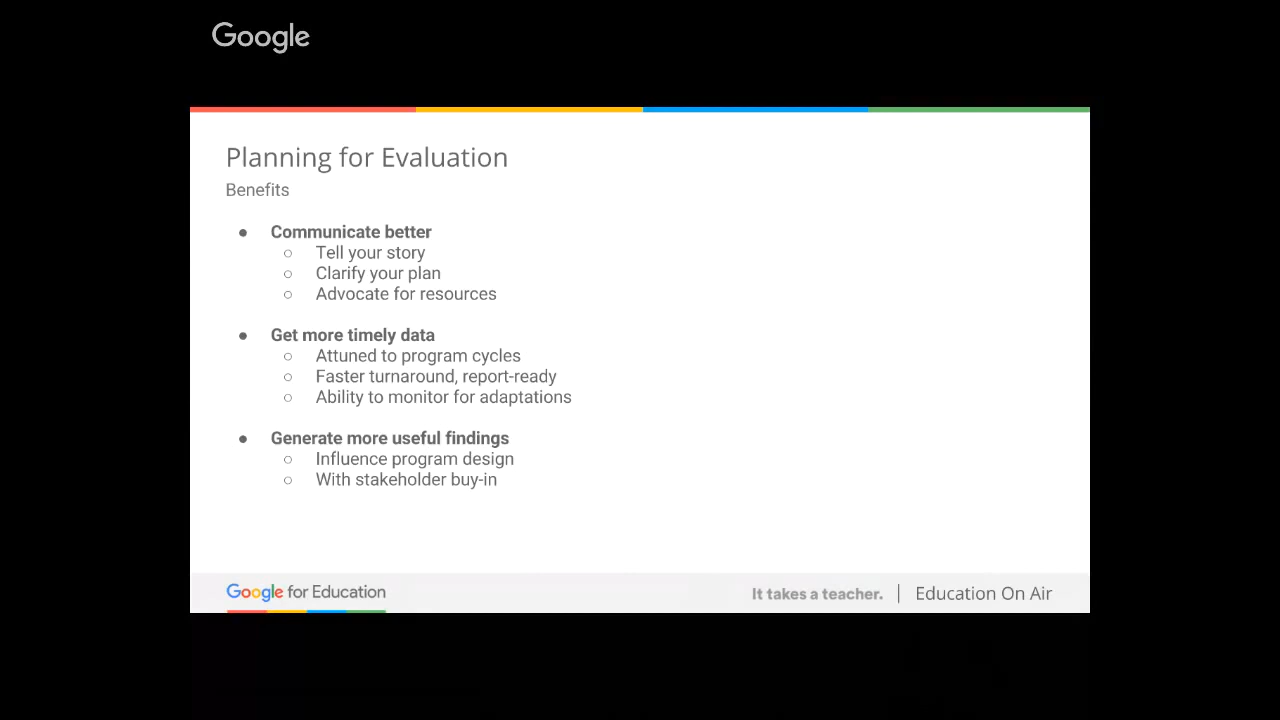 Google
Planning for Evaluation
Benefits
● Communicate better
○ Tell your story
○ Clarify your plan
○ Advocate for resources
● Get more timely data
○ Attuned to program cycles
○ Faster turnaround, report-ready
○ Ability to monitor for adaptations
● Generate more useful findings
○ Influence program design
○ With stakeholder buy-in
Google for Education
It takes a teacher. | Education On Air